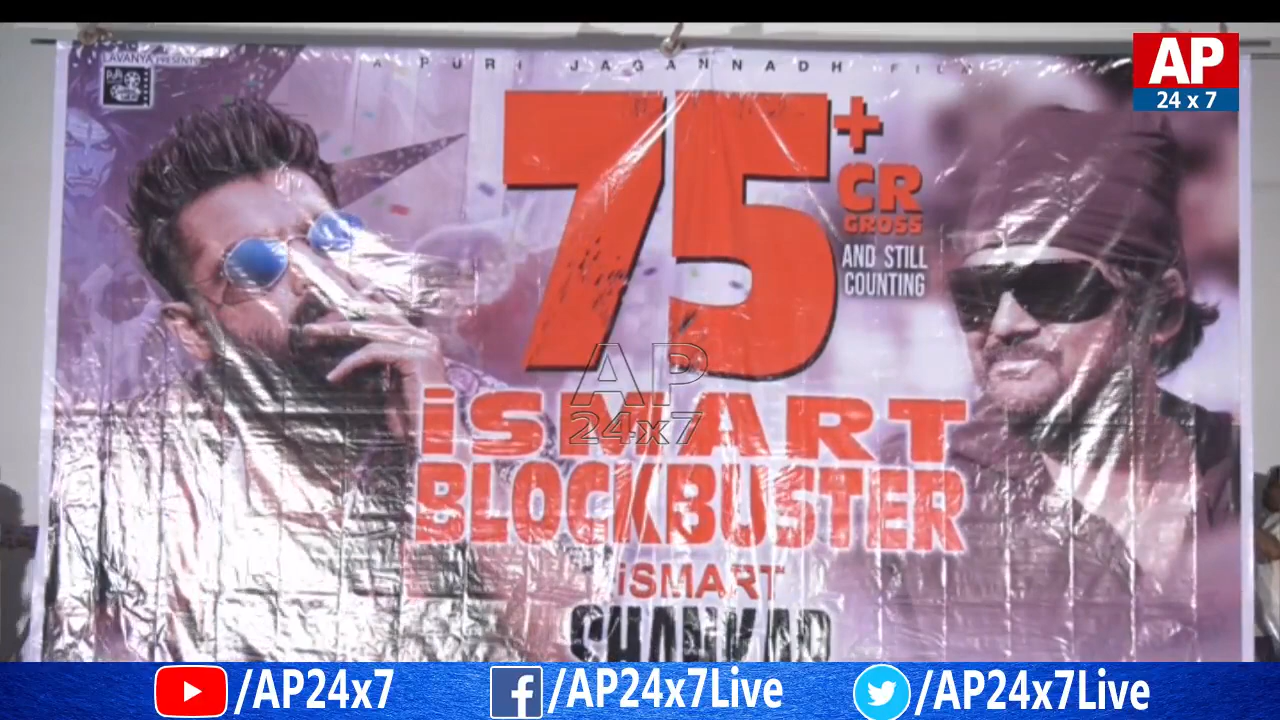 LAVANYA PRESENTS
A PURI JAGANNADH FILM
75+
CR
GROSS
AND STILL
COUNTING
iSMART
BLOCKBUSTER
iSMART
SHANKAR
AP
24 x 7
AP
24x7
/AP24x7
/AP24x7Live
/AP24x7Live